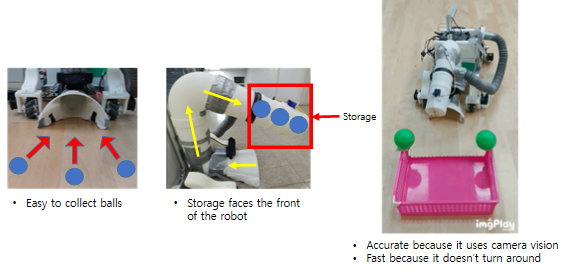 Storage
• Easy to collect balls
• Storage faces the front
of the robot
imgPlay
• Accurate because it uses camera vision
• Fast because it doesn't turn around